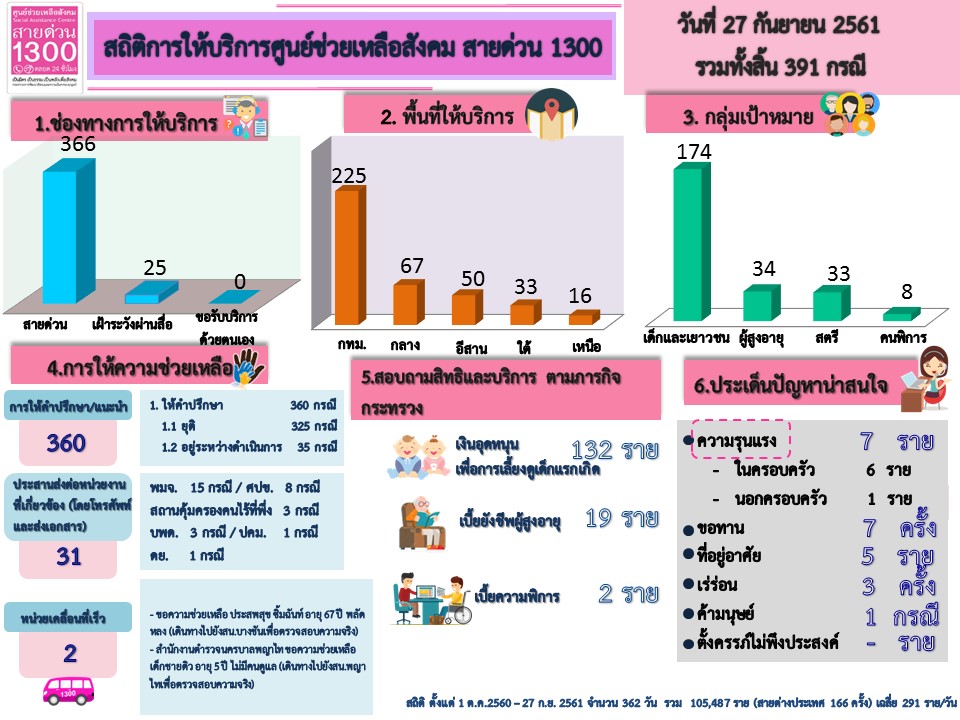 ศูนย์ช่วยเหลือสังคม
Social Assistance Centre
สายด่วน
1300
ตลอด 24 ชั่วโมง
สถิติการให้บริการศูนย์ช่วยเหลือสังคม สายด่วน 1300
วันที่ 27 กันยายน 2561
รวมทั้งสิ้น 391 กรณี
1.ช่องทางการให้บริการ
366
25
0
สายด่วน
เฝ้าระวังผ่านสื่อ
ขอรับบริการ
ด้วยตนเอง
2. พื้นที่ให้บริการ
225
67
50
33
16
กทม.
กลาง
อีสาน
ใต้
เหนือ
3. กลุ่มเป้าหมาย
174
34
33
8
เด็กและเยาวชน
ผู้สูงอายุ
สตรี
คนพิการ
4.การให้ความช่วยเหลือ
การให้คำปรึกษา/แนะนำ
360
1. ให้คำปรึกษา 360 กรณี
1.1 ยุติ 325 กรณี
1.2 อยู่ระหว่างดำเนินการ 35 กรณี
ประสานส่งต่อหน่วยงาน
ที่เกี่ยวข้อง (โดยโทรศัพท์
และส่งเอกสาร)
31
พมจ. 15 กรณี / ศปข. 8 กรณี
สถานคุ้มครองคนไร้ที่พึ่ง 3 กรณี
บพด. 3 กรณี / ปคม. 1 กรณี
ดย. 1 กรณี
หน่วยเคลื่อนที่เร็ว
2
1300
- ขอความช่วยเหลือ ประสพสุข ซิ้มฉันท์ อายุ 67 ปี พลัด
หลง (เดินทางไปยังสน.บางชันเพื่อตรวจสอบความจริง)
- สำนักงานตำรวจนครบาลพญาไท ขอความช่วยเหลือ
เด็กชายดิว อายุ 5 ปี ไม่มีคนดูแล (เดินทางไปยังสน.พญา
ไทเพื่อตรวจสอบความจริง)
5.สอบถามสิทธิและบริการ ตามภารกิจ
กระทรวง
เงินอุดหนุน
เพื่อการเลี้ยงดูเด็กแรกเกิด
132 ราย
เบี้ยยังชีพผู้สูงอายุ
19 ราย
เบี้ยความพิการ
2 ราย
6.ประเด็นปัญหาน่าสนใจ
ความรุนแรง 7 ราย
- ในครอบครัว 6 ราย
- นอกครอบครัว 1 ราย
ขอทาน 7 ครั้ง
ที่อยู่อาศัย 5 ราย
เร่ร่อน 3 ครั้ง
ค้ามนุษย์ 1 กรณี
ตั้งครรภ์ไม่พึงประสงค์ - ราย
สถิติ ตั้งแต่ 1 ต.ค.2560 – 27 ก.ย. 2561 จำนวน 362 วัน รวม 105,487 ราย (สายต่างประเทศ 166 ครั้ง) เฉลี่ย 291 ราย/วัน